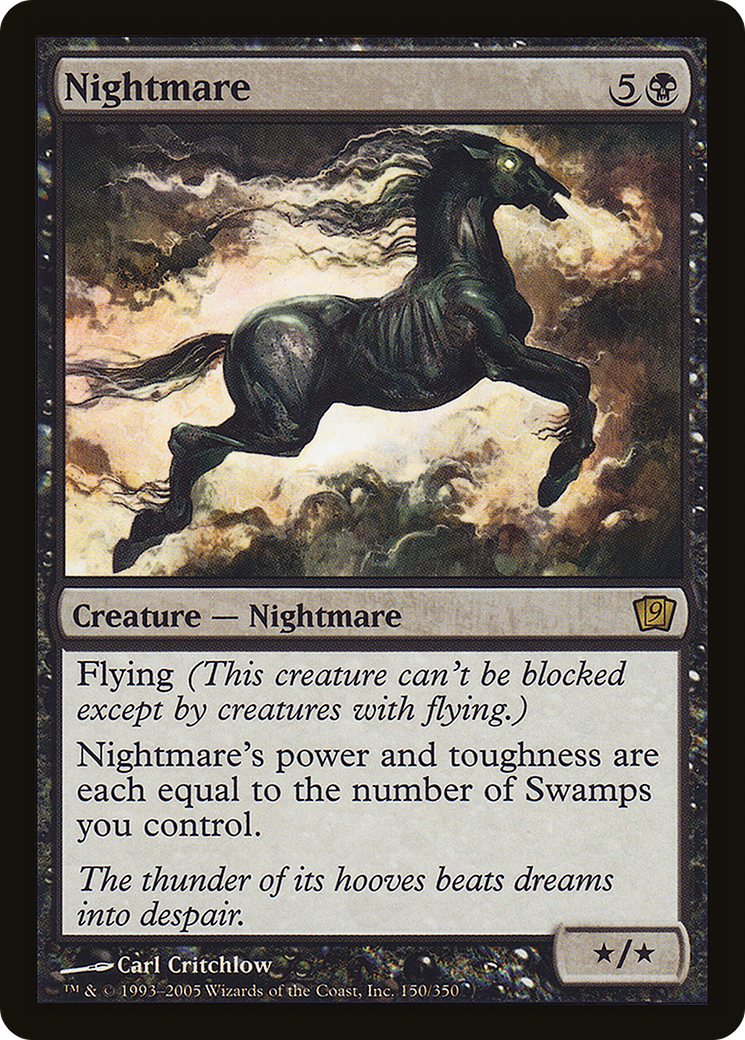 Nightmare 5
Creature — Nightmare 9
Flying (This creature can't be blocked
except by creatures with flying.)
Nightmare's power and toughness are
each equal to the number of Swamps
you control.
The thunder of its hooves beats dreams
into despair.
★/★
Carl Critchlow
™ & © 1993–2005 Wizards of the Coast, Inc. 150/350